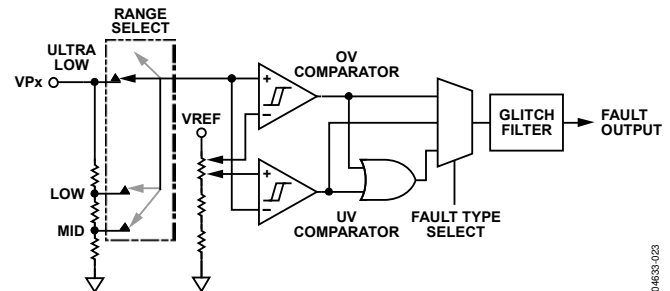 RANGE
SELECT
ULTRA
LOW
VPx
LOW
MID
VREF
+
–
OV
COMPARATOR
+
–
UV
COMPARATOR
FAULT TYPE
SELECT
GLITCH
FILTER
FAULT
OUTPUT
04633-023